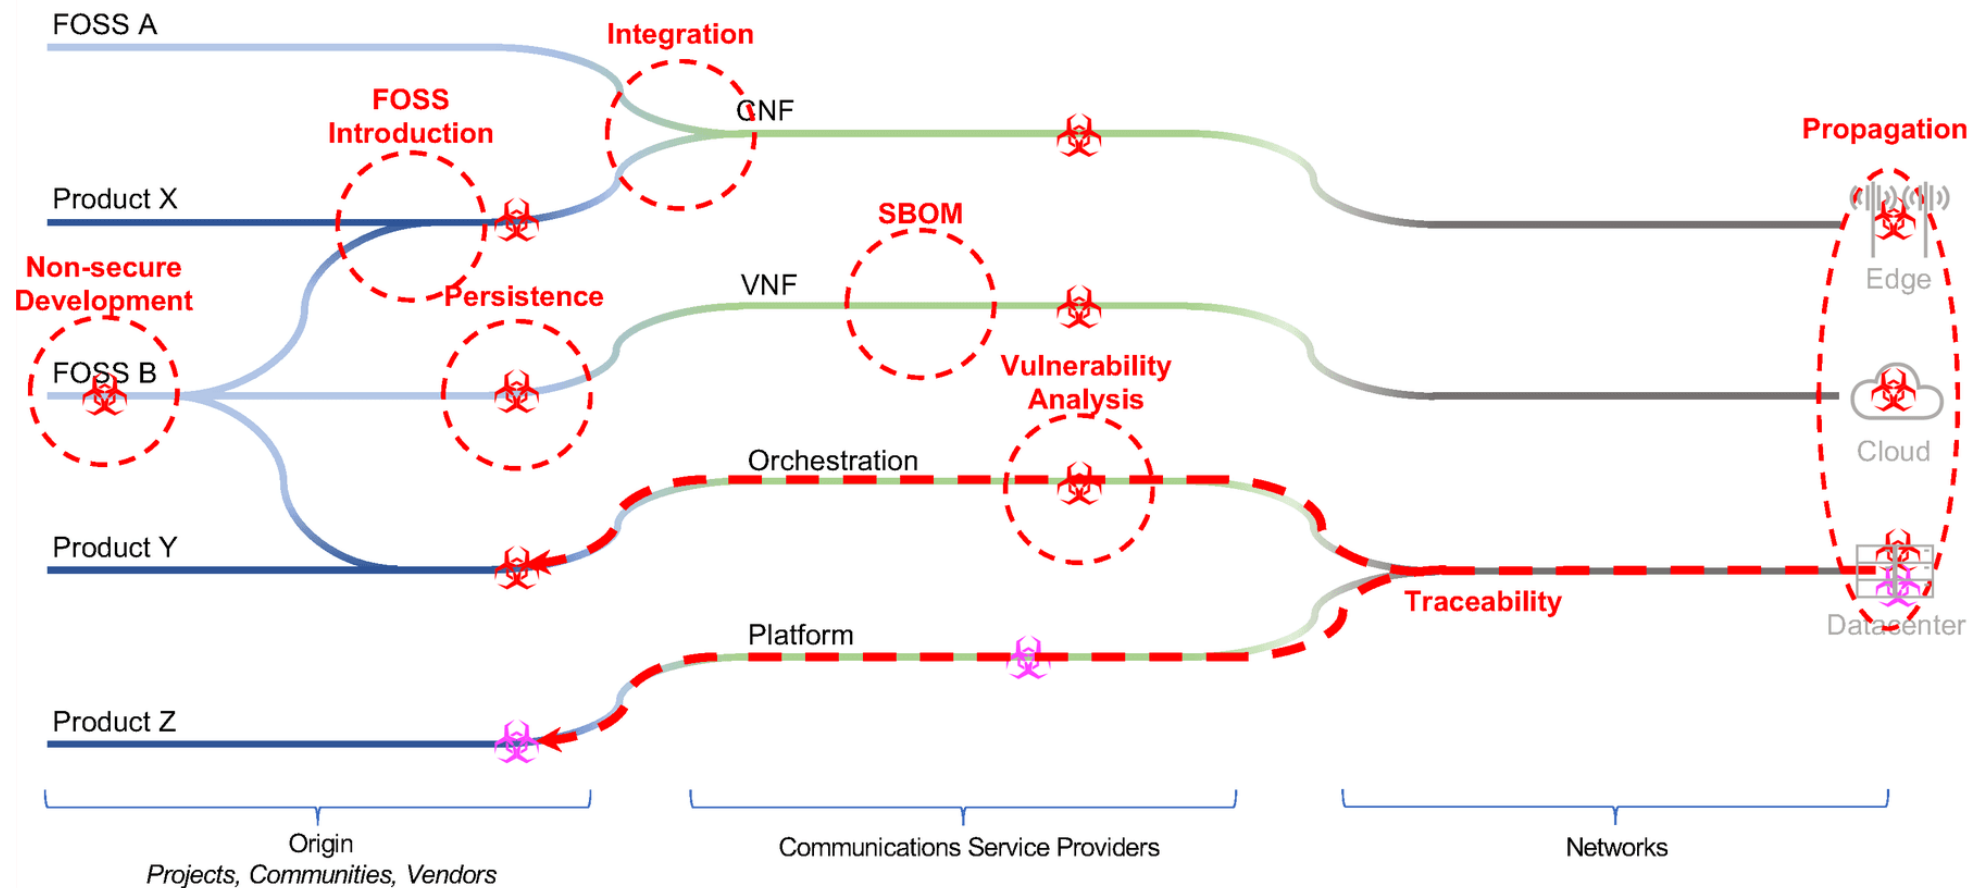 FOSS A
Integration
FOSS
Introduction
CNF
Propagation
Product X
SBOM
Non-secure
Development
Persistence
VNF
Edge
FOSS B
Vulnerability
Analysis
Cloud
Orchestration
Product Y
Traceability
Platform
Datacenter
Product Z
Origin
Projects, Communities, Vendors
Communications Service Providers
Networks